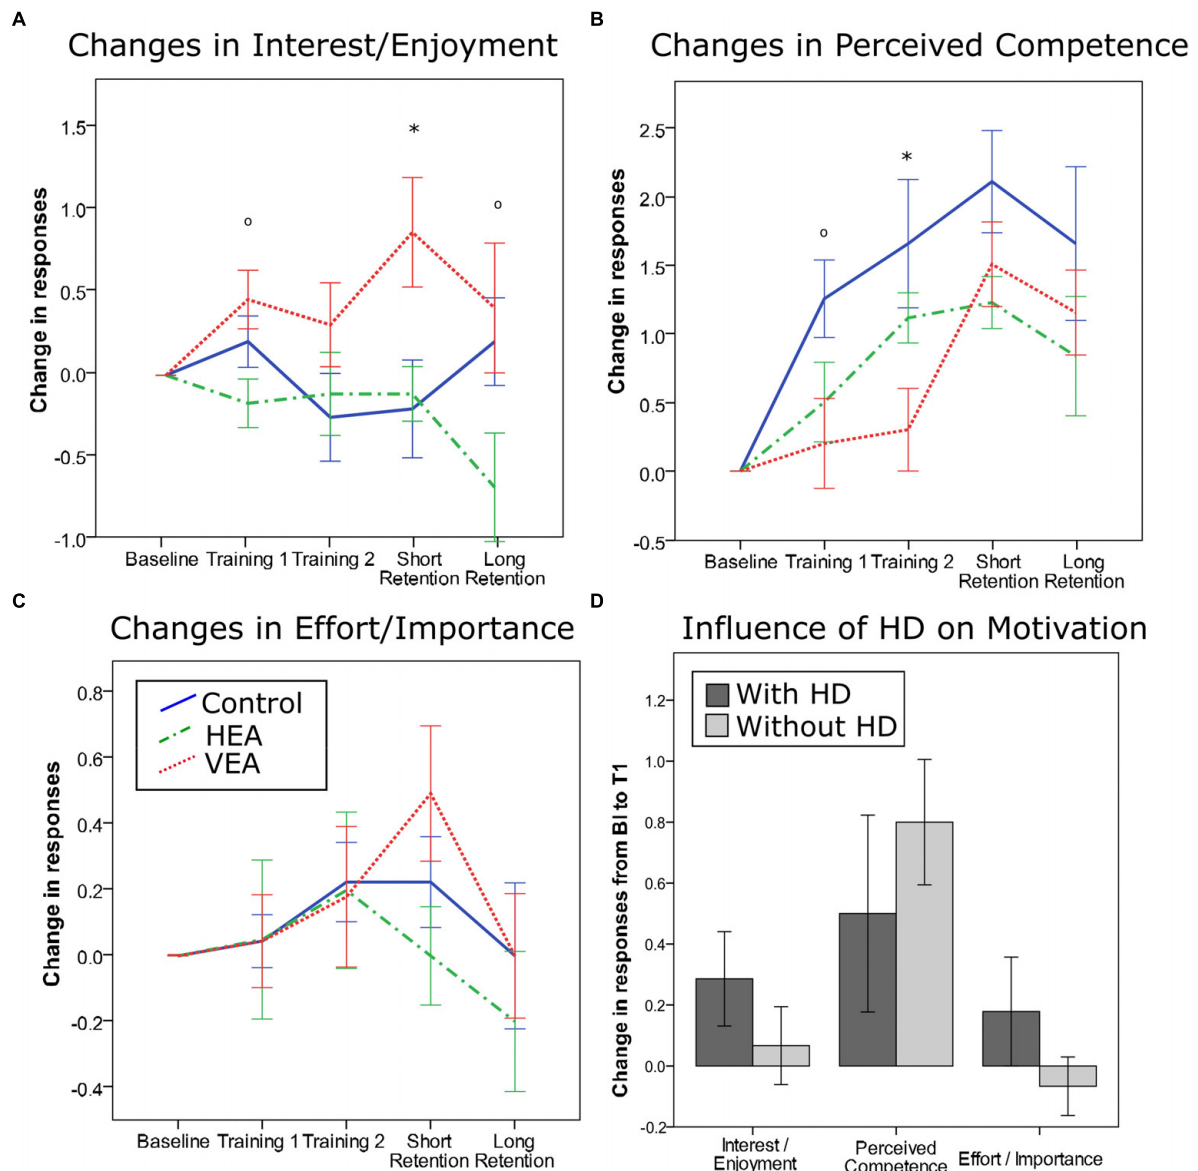 A
Changes in Interest/Enjoyment
Change in responses
1.5
1.0
0.5
0.0
-0.5
-1.0
o
*
o
Baseline Training 1 Training 2 Short Retention Long Retention
B
Changes in Perceived Competence
Change in responses
2.5
2.0
1.5
1.0
0.5
0.0
-0.5
o
*
Baseline Training 1 Training 2 Short Retention Long Retention
C
Changes in Effort/Importance
Change in responses
0.8
0.6
0.4
0.2
0.0
-0.2
-0.4
Control
HEA
VEA
Baseline Training 1 Training 2 Short Retention Long Retention
D
Influence of HD on Motivation
Change in responses from Bl to T1
1.2
1.0
0.8
0.6
0.4
0.2
0.0
-0.2
With HD
Without HD
Interest / Enjoyment
Perceived Competence
Effort / Importance